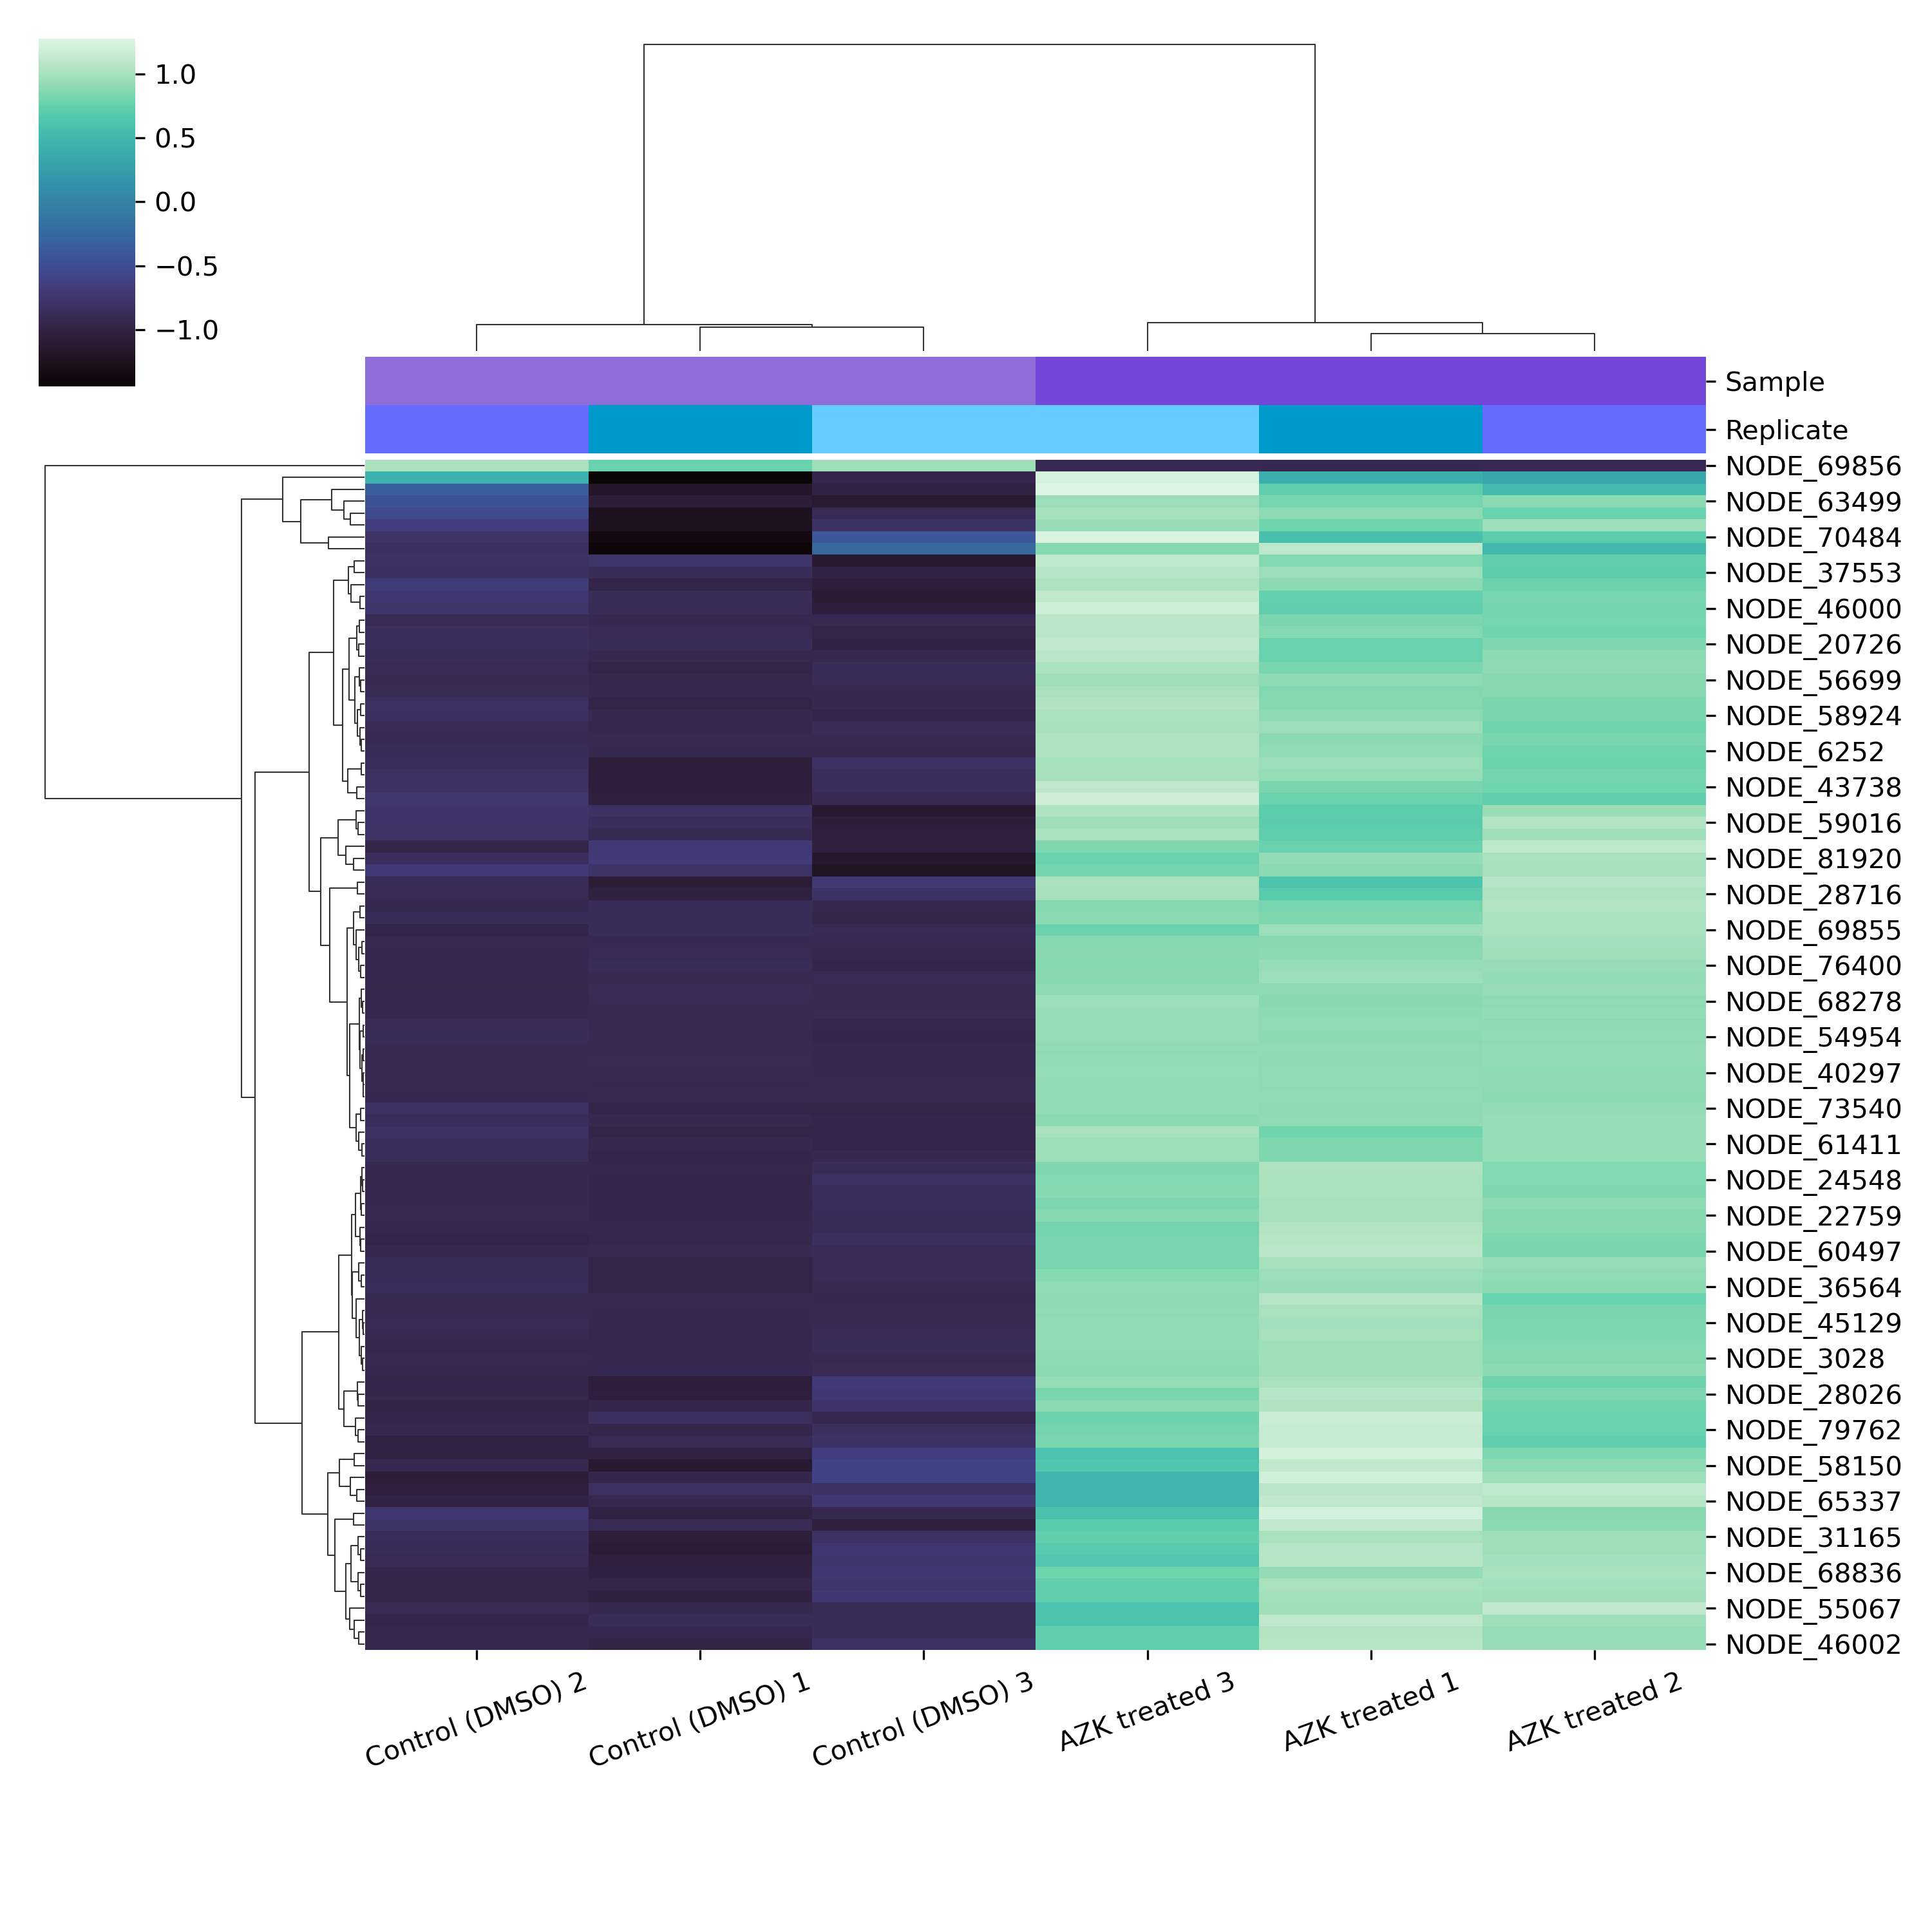 1.0
0.5
0.0
−0.5
−1.0
Sample
Replicate
NODE_69856
NODE_63499
NODE_70484
NODE_37553
NODE_46000
NODE_20726
NODE_56699
NODE_58924
NODE_6252
NODE_43738
NODE_59016
NODE_81920
NODE_28716
NODE_69855
NODE_76400
NODE_68278
NODE_54954
NODE_40297
NODE_73540
NODE_61411
NODE_24548
NODE_22759
NODE_60497
NODE_36564
NODE_45129
NODE_3028
NODE_28026
NODE_79762
NODE_58150
NODE_65337
NODE_31165
NODE_68836
NODE_55067
NODE_46002
Control (DMSO) 2
Control (DMSO) 1
Control (DMSO) 3
AZK treated 3
AZK treated 1
AZK treated 2